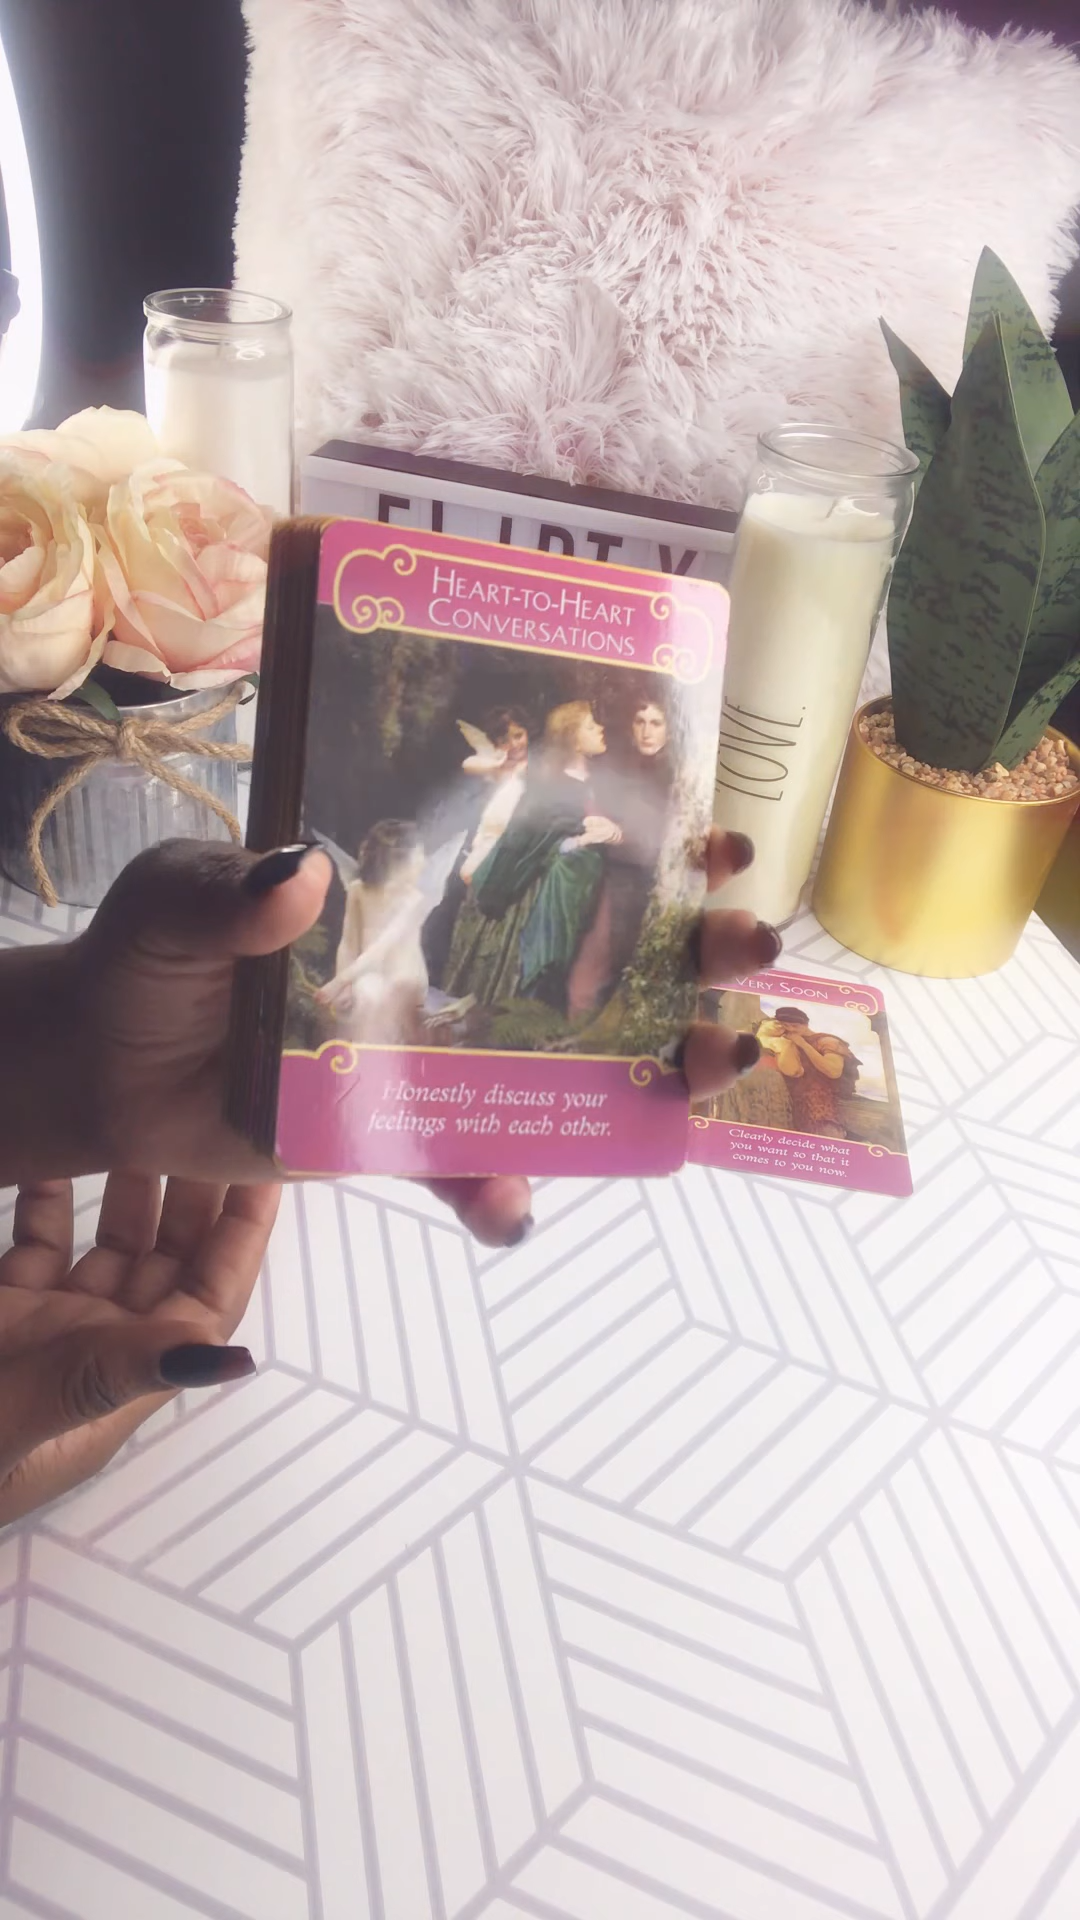 HEART-TO-HEART
CONVERSATIONS
Honestly discuss your
feelings with each other.
LOVE.
VERY SOON
Clearly decide what
you want so that it
comes to you now.